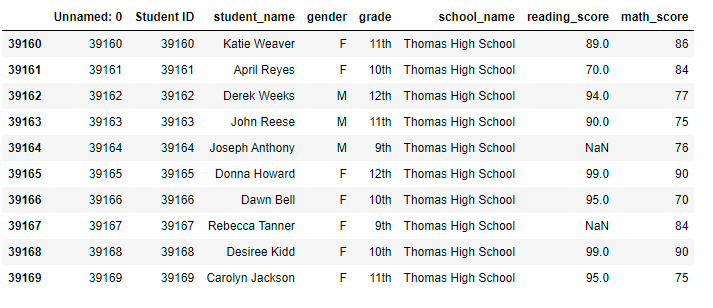 Unnamed: 0 Student ID student_name gender grade school_name reading_score math_score
39160 39160 39160 Katie Weaver F 11th Thomas High School 89.0 86
39161 39161 39161 April Reyes F 10th Thomas High School 70.0 84
39162 39162 39162 Derek Weeks M 12th Thomas High School 94.0 77
39163 39163 39163 John Reese M 11th Thomas High School 90.0 75
39164 39164 39164 Joseph Anthony M 9th Thomas High School NaN 76
39165 39165 39165 Donna Howard F 12th Thomas High School 99.0 90
39166 39166 39166 Dawn Bell F 10th Thomas High School 95.0 70
39167 39167 39167 Rebecca Tanner F 9th Thomas High School NaN 84
39168 39168 39168 Desiree Kidd F 10th Thomas High School 99.0 90
39169 39169 39169 Carolyn Jackson F 11th Thomas High School 95.0 75